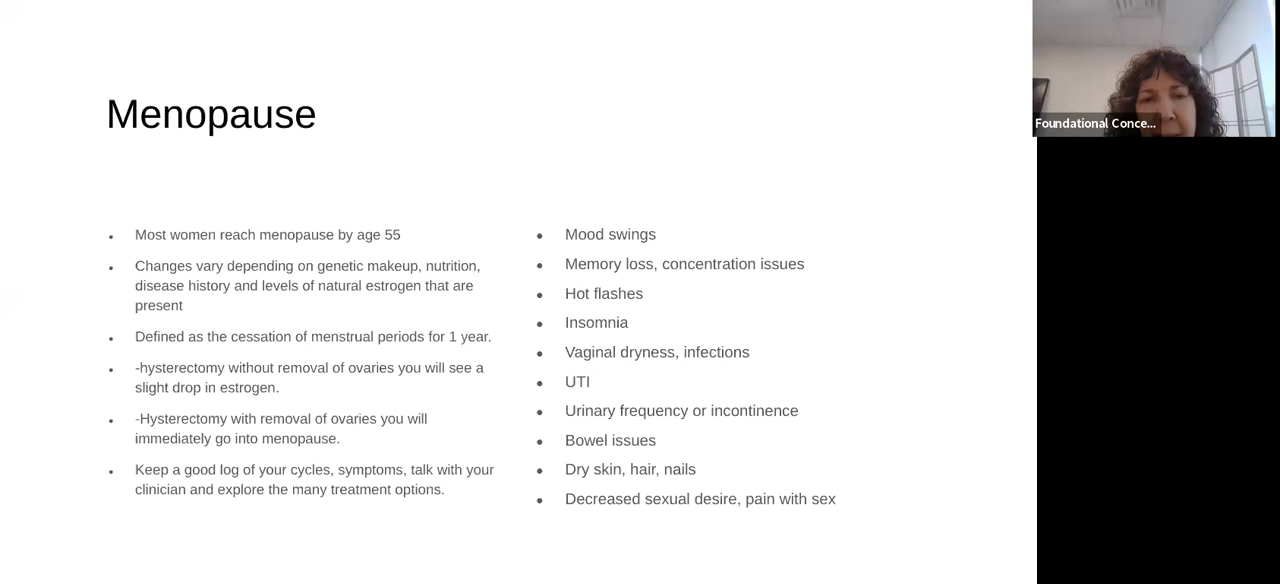 Menopause
Most women reach menopause by age 55
Changes vary depending on genetic makeup, nutrition,
disease history and levels of natural estrogen that are
present
Defined as the cessation of menstrual periods for 1 year.
-hysterectomy without removal of ovaries you will see a
slight drop in estrogen.
-Hysterectomy with removal of ovaries you will
immediately go into menopause.
Keep a good log of your cycles, symptoms, talk with your
clinician and explore the many treatment options.
Mood swings
Memory loss, concentration issues
Hot flashes
Insomnia
Vaginal dryness, infections
UTI
Urinary frequency or incontinence
Bowel issues
Dry skin, hair, nails
Decreased sexual desire, pain with sex
Foundational Conce...